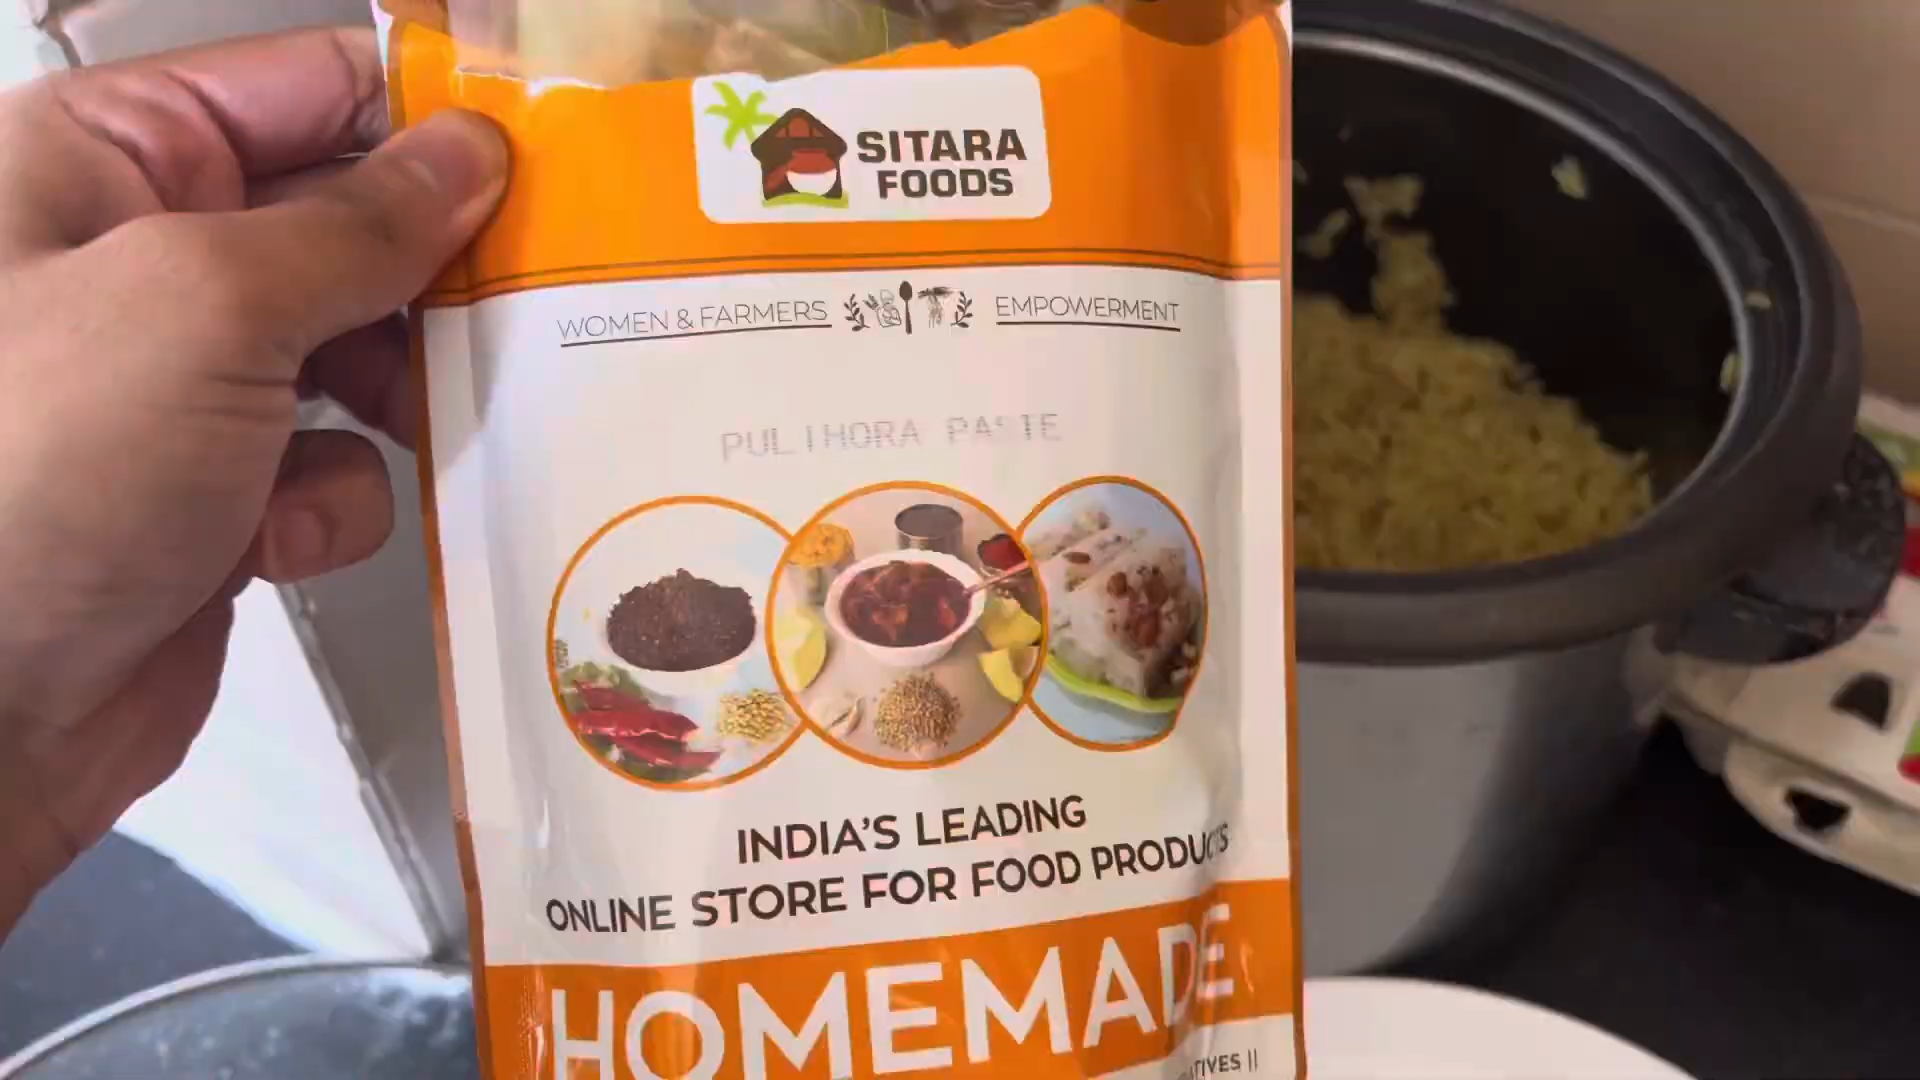 SITARA
FOODS
WOMEN & FARMERS EMPOWERMENT
PULIHORA PASTE
INDIA'S LEADING
ONLINE STORE FOR FOOD PRODUCTS
HOMEMADE